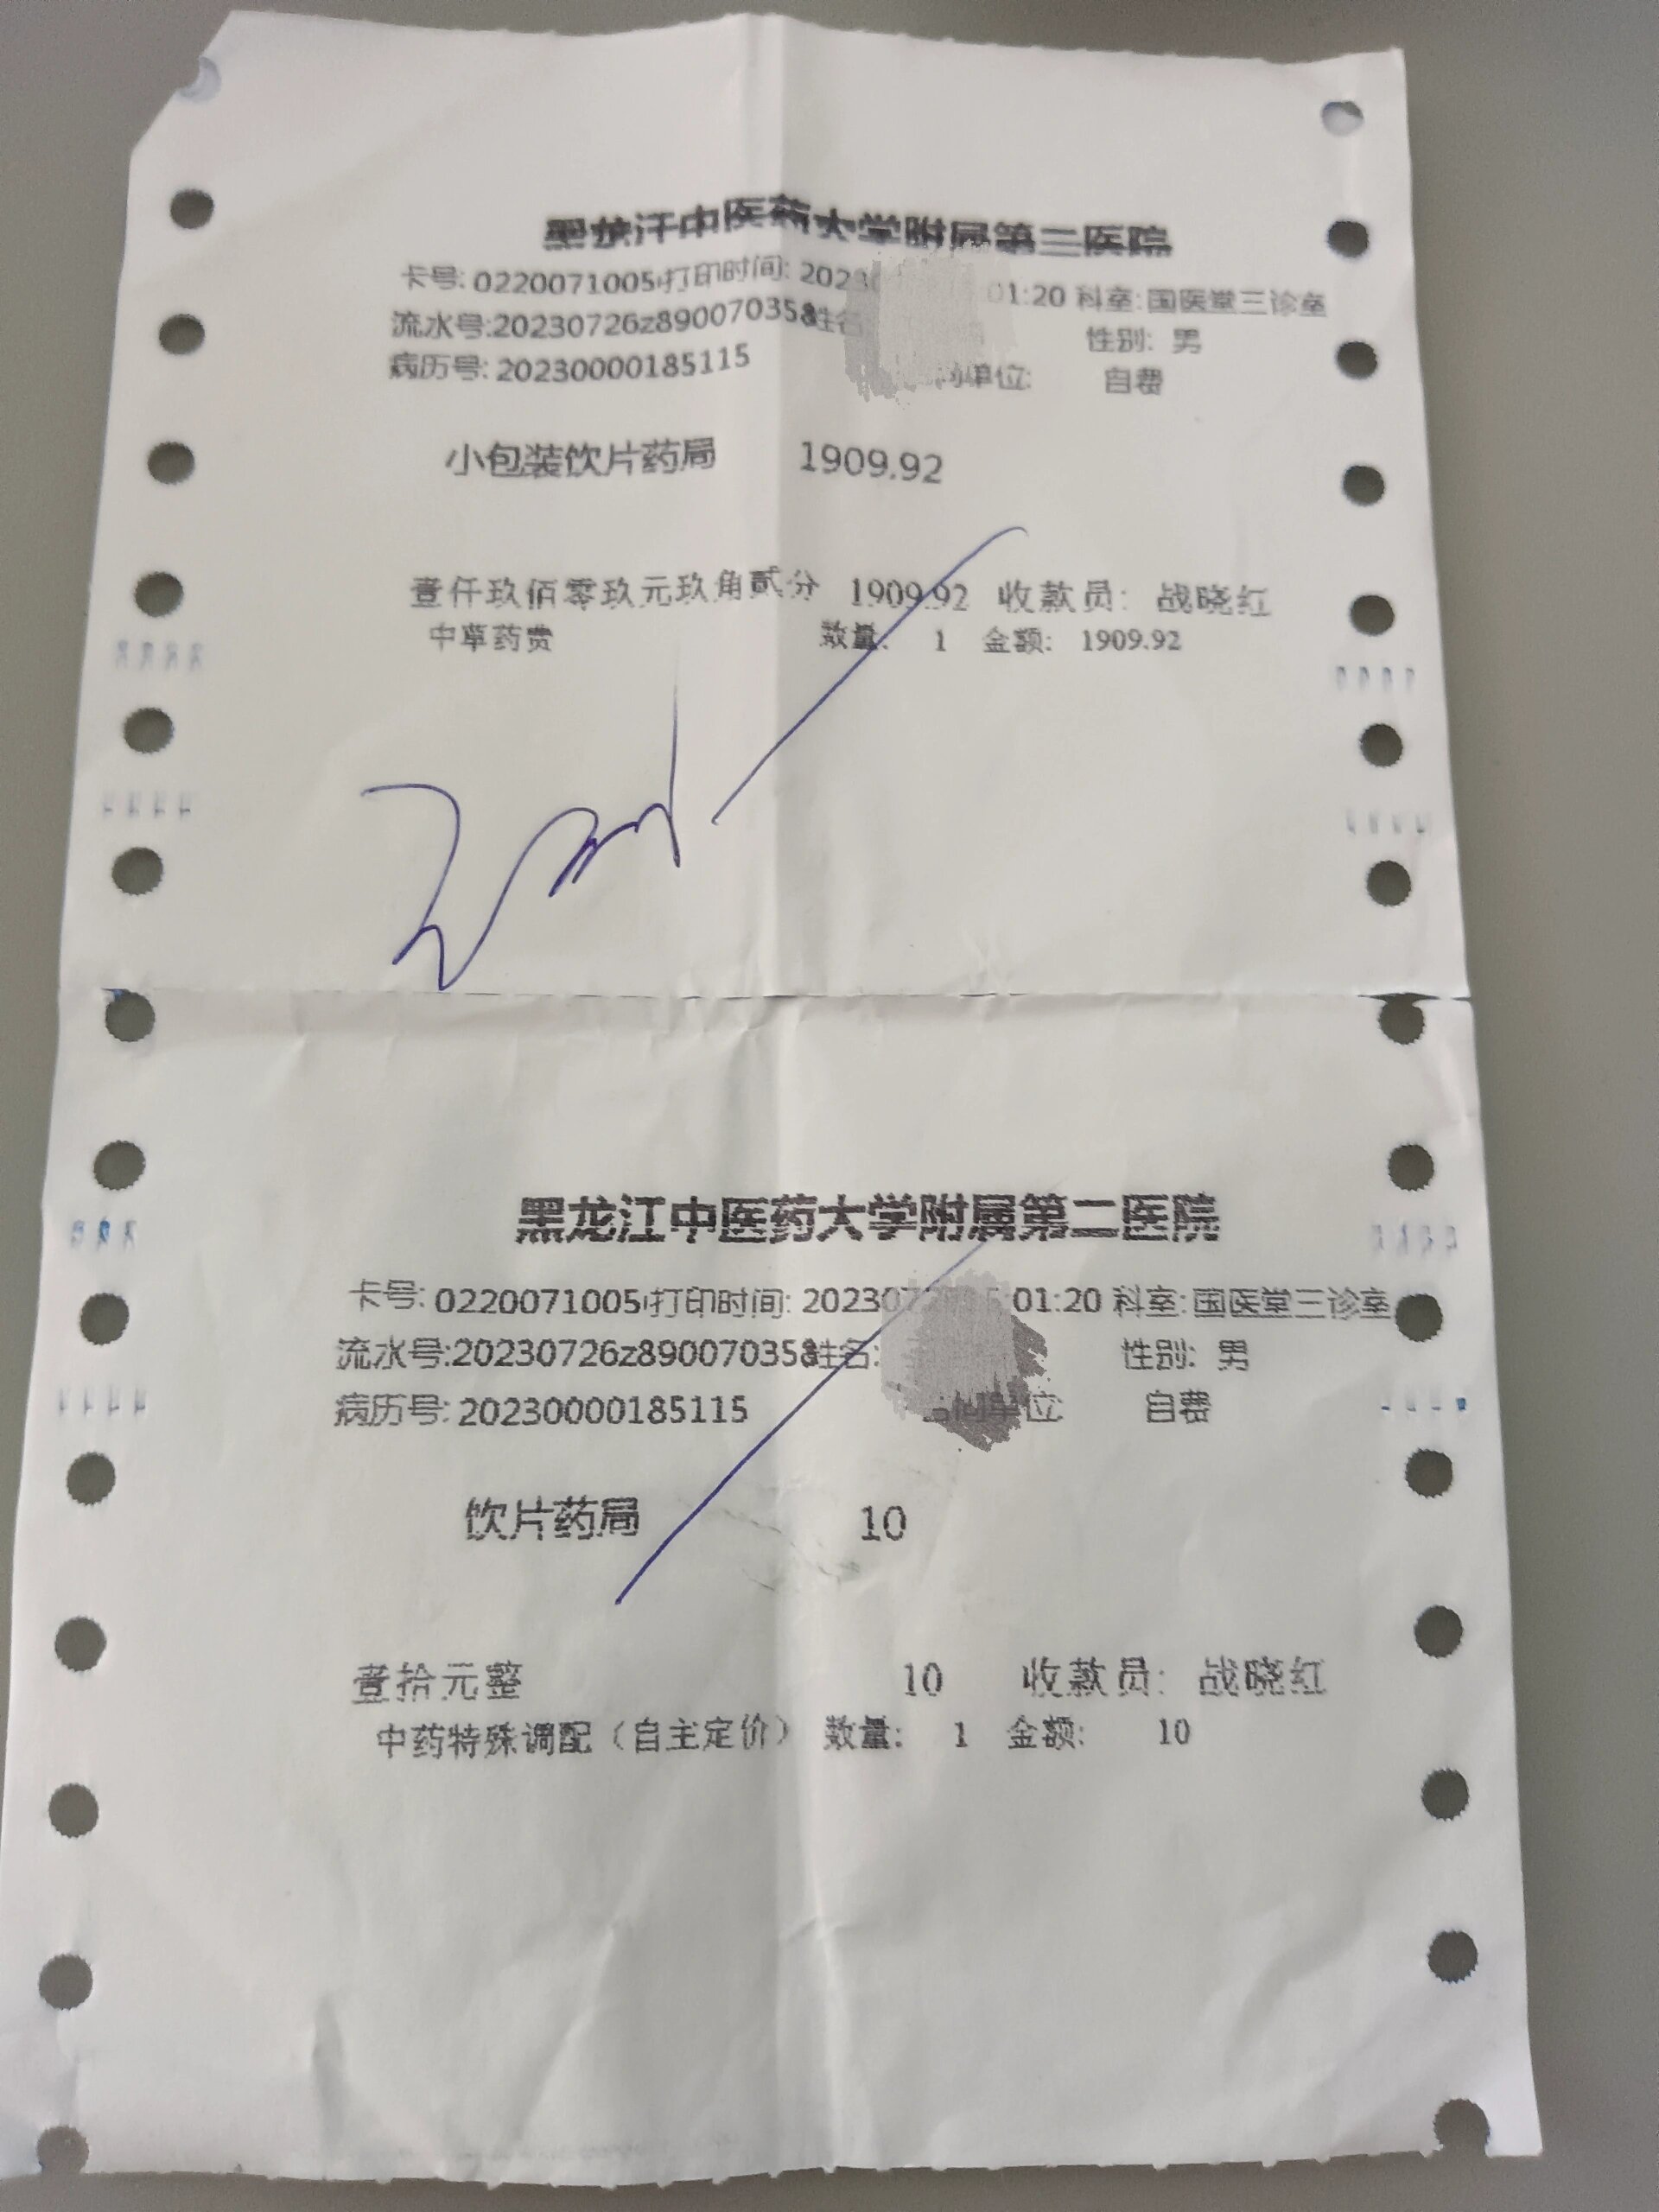 黑龙江中医药大学附属第二医院
卡号: 0220071005 打印时间: 2023 01:20 科室: 国医堂三诊室
流水号:20230726z890070358 姓名 性别: 男
病历号: 20230000185115 单位: 自费
小包装饮片药局 1909.92
壹仟玖佰零玖元玖角贰分 1909.92 收款员: 战晓红
中草药费 数量: 1 金额: 1909.92
黑龙江中医药大学附属第二医院
卡号: 0220071005 打印时间: 202307 01:20 科室: 国医堂三诊室
流水号:20230726z890070358 姓名: 性别: 男
病历号: 20230000185115 合同单位: 自费
饮片药局 10
壹拾元整 10 收款员: 战晓红
中药特殊调配（自主定价） 数量: 1 金额: 10